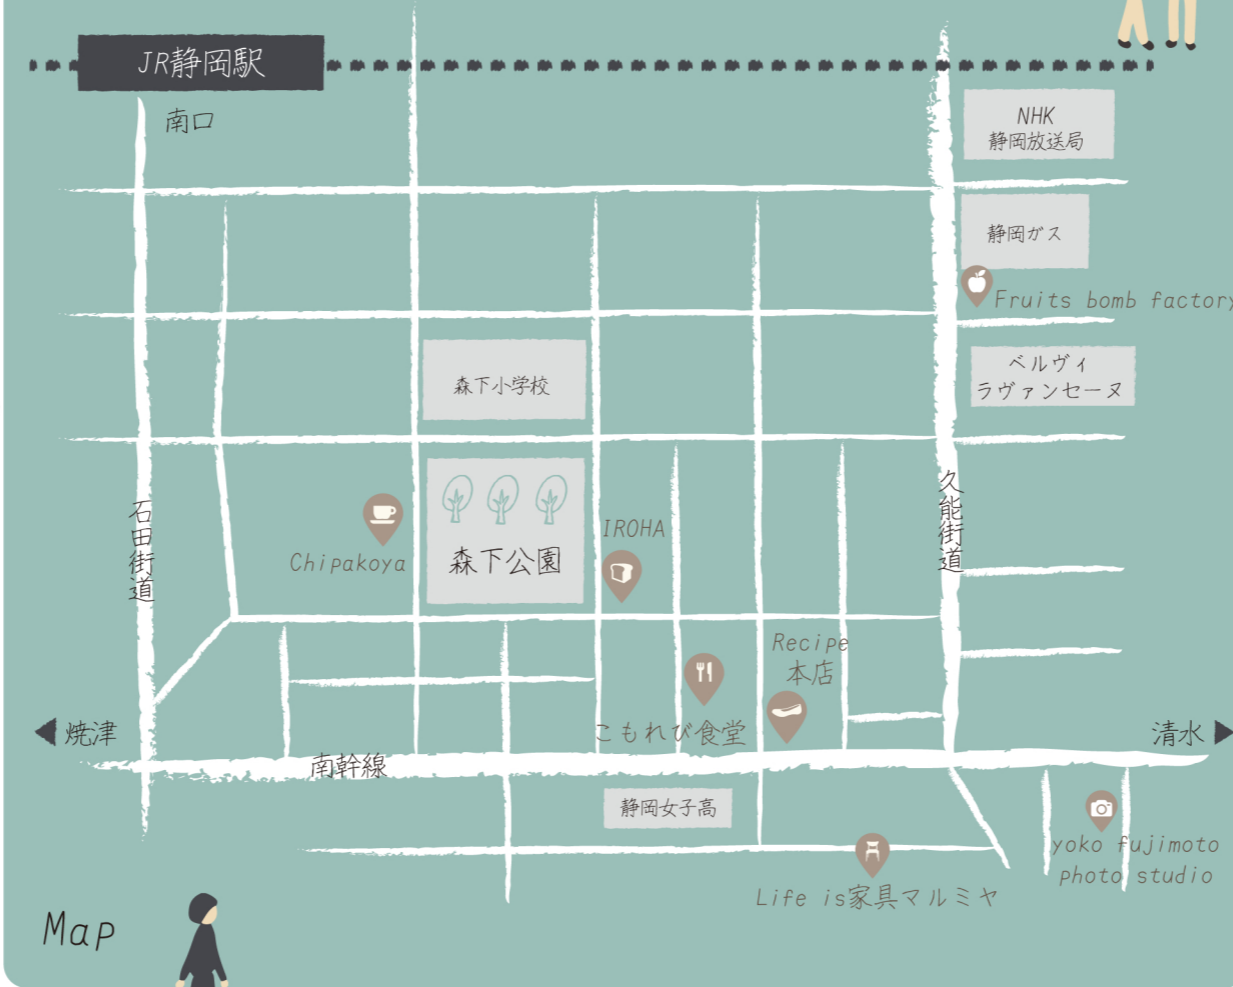 JR静岡駅
南口
NHK
静岡放送局
静岡ガス
Fruits bomb factory
ベルヴィ
ラヴァンセーヌ
森下小学校
森下公園
Chipakoya
IROHA
石田街道
久能街道
Recipe
本店
こもれび食堂
焼津
清水
南幹線
静岡女子高
yoko fujimoto
photo studio
Life is家具マルミヤ
Map